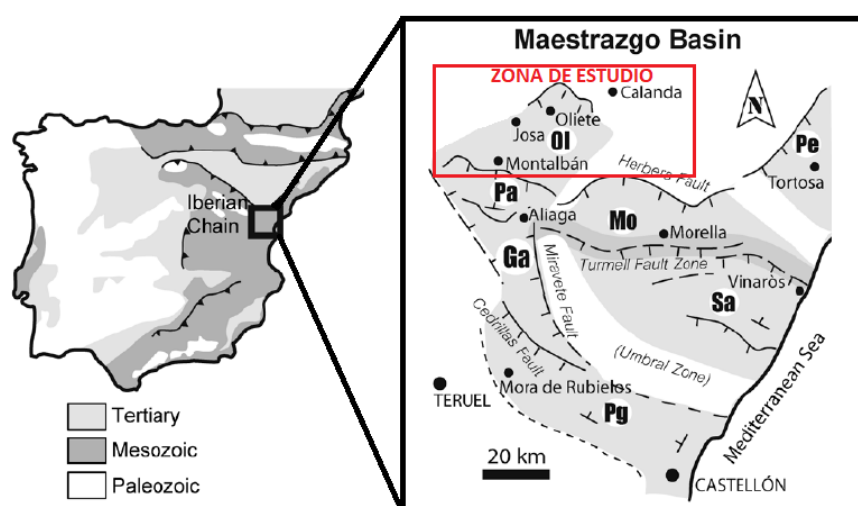 Iberian
Chain
Tertiary
Mesozoic
Paleozoic
Maestrazgo Basin
ZONA DE ESTUDIO
Calanda
Oliete
Josa
Ol
Montalbán
N
Pe
Tortosa
Herbers Fault
Pa
Aliaga
Mo
Morella
Ga
Miravete Fault
Turmell Fault Zone
Vinaròs
Sa
Cedrillas Fault
(Umbral Zone)
Mora de Rubielos
TERUEL
Pg
Mediterranean Sea
20 km
CASTELLÓN